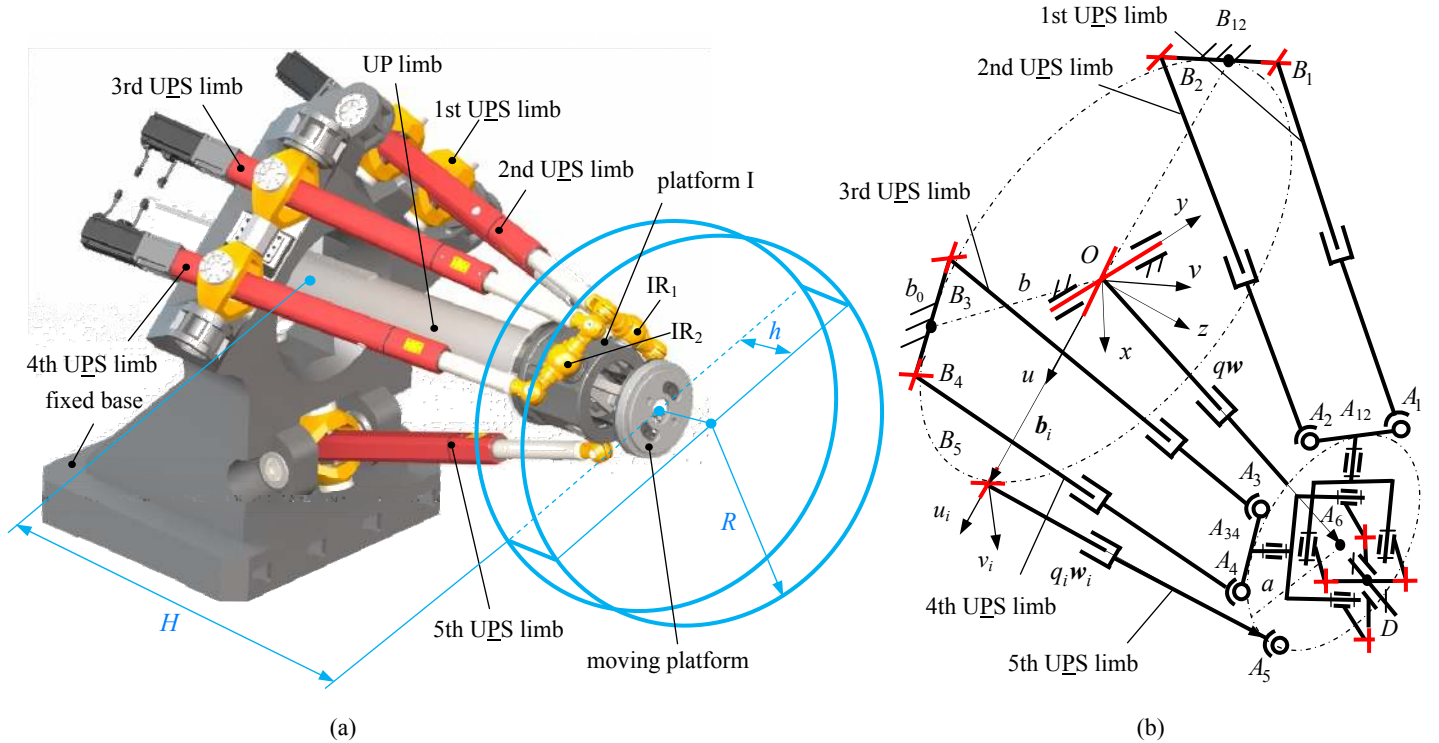 UP limb
3rd UPS limb
1st UPS limb
2nd UPS limb
platform I
IR1
IR2
h
4th UPS limb
fixed base
R
H
5th UPS limb
moving platform
(a)
1st UPS limb
B12
2nd UPS limb
B2
B1
3rd UPS limb
y
O
v
b0
B3
b
z
x
u
qw
B4
A2
A12
A1
bi
B5
A3
ui
A34
A6
vi
A4
qiwi
a
4th UPS limb
D
5th UPS limb
A5
(b)